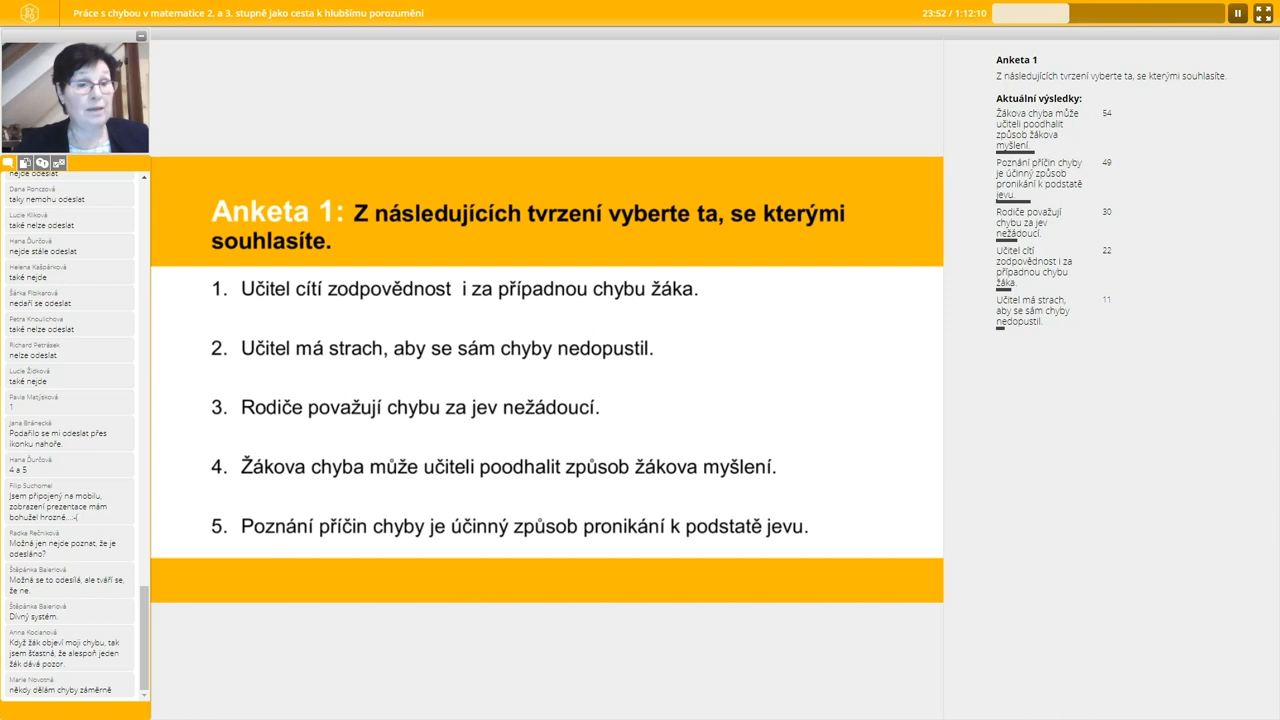 Práce s chybou v matematice 2. a 3. stupně jako cesta k hlubšímu porozumění
23:52 / 1:12:10
nejde odeslat
Dana Ponczová
taky nemohu odeslat
Lucie Klíková
také nelze odeslat
Hana Ďurčová
nejde stále odeslat
Helena Kašpárková
také nejde
Šárka Fibikarová
nedaří se odeslat
Petra Knoulichova
také nelze odeslat
Richard Petrásek
nelze odeslat
Lucie Židková
také nejde
Pavla Matýsková
1
Jana Bránecká
Podařilo se mi odeslat přes
ikonku nahoře.
Hana Ďurčová
4 a 5
Filip Suchomel
Jsem připojený na mobilu,
zobrazení prezentace mám
bohužel hrozné...:-(
Radka Řečníková
Možná jen nejde poznat, že je
odesláno?
Štěpánka Baierlová
Možná se to odesílá, ale tváří se,
že ne.
Štěpánka Baierlová
Divný systém.
Anna Kocianová
Když žák objeví moji chybu, tak
jsem šťastná, že alespoň jeden
žák dává pozor.
Marie Novotná
někdy dělám chyby záměrně
Anketa 1: Z následujících tvrzení vyberte ta, se kterými
souhlasíte.
1. Učitel cítí zodpovědnost i za případnou chybu žáka.
2. Učitel má strach, aby se sám chyby nedopustil.
3. Rodiče považují chybu za jev nežádoucí.
4. Žákova chyba může učiteli poodhalit způsob žákova myšlení.
5. Poznání příčin chyby je účinný způsob pronikání k podstatě jevu.
Anketa 1
Z následujících tvrzení vyberte ta, se kterými souhlasíte.
Aktuální výsledky:
Žákova chyba může 54
učiteli poodhalit
způsob žákova
myšlení.
Poznání příčin chyby 49
je účinný způsob
pronikání k podstatě
jevu.
Rodiče považují 30
chybu za jev
nežádoucí.
Učitel cítí 22
zodpovědnost i za
případnou chybu
žáka.
Učitel má strach, 11
aby se sám chyby
nedopustil.